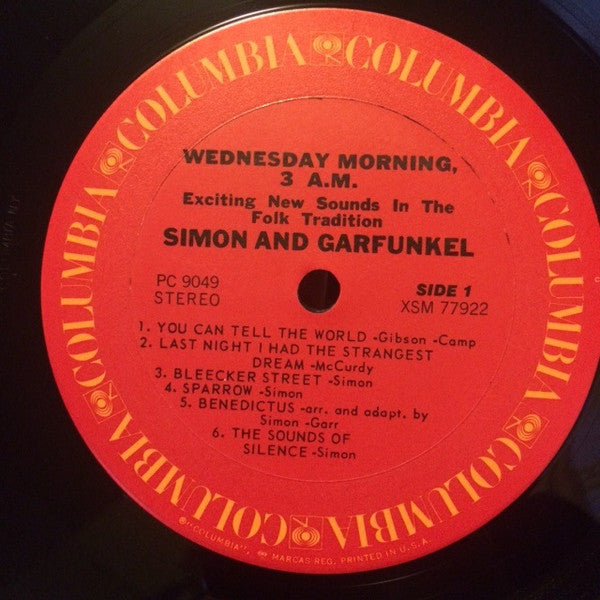 COLUMBIA COLUMBIA COLUMBIA COLUMBIA COLUMBIA COLUMBIA
WEDNESDAY MORNING,
3 A.M.
Exciting New Sounds In The
Folk Tradition
SIMON AND GARFUNKEL
PC 9049
STEREO
SIDE 1
XSM 77922
1. YOU CAN TELL THE WORLD -Gibson -Camp
2. LAST NIGHT I HAD THE STRANGEST
DREAM -McCurdy
3. BLEECKER STREET -Simon
4. SPARROW -Simon
5. BENEDICTUS -arr. and adapt. by
Simon -Garr
6. THE SOUNDS OF
SILENCE -Simon
"COLUMBIA", MARCAS REG. PRINTED IN U.S.A.